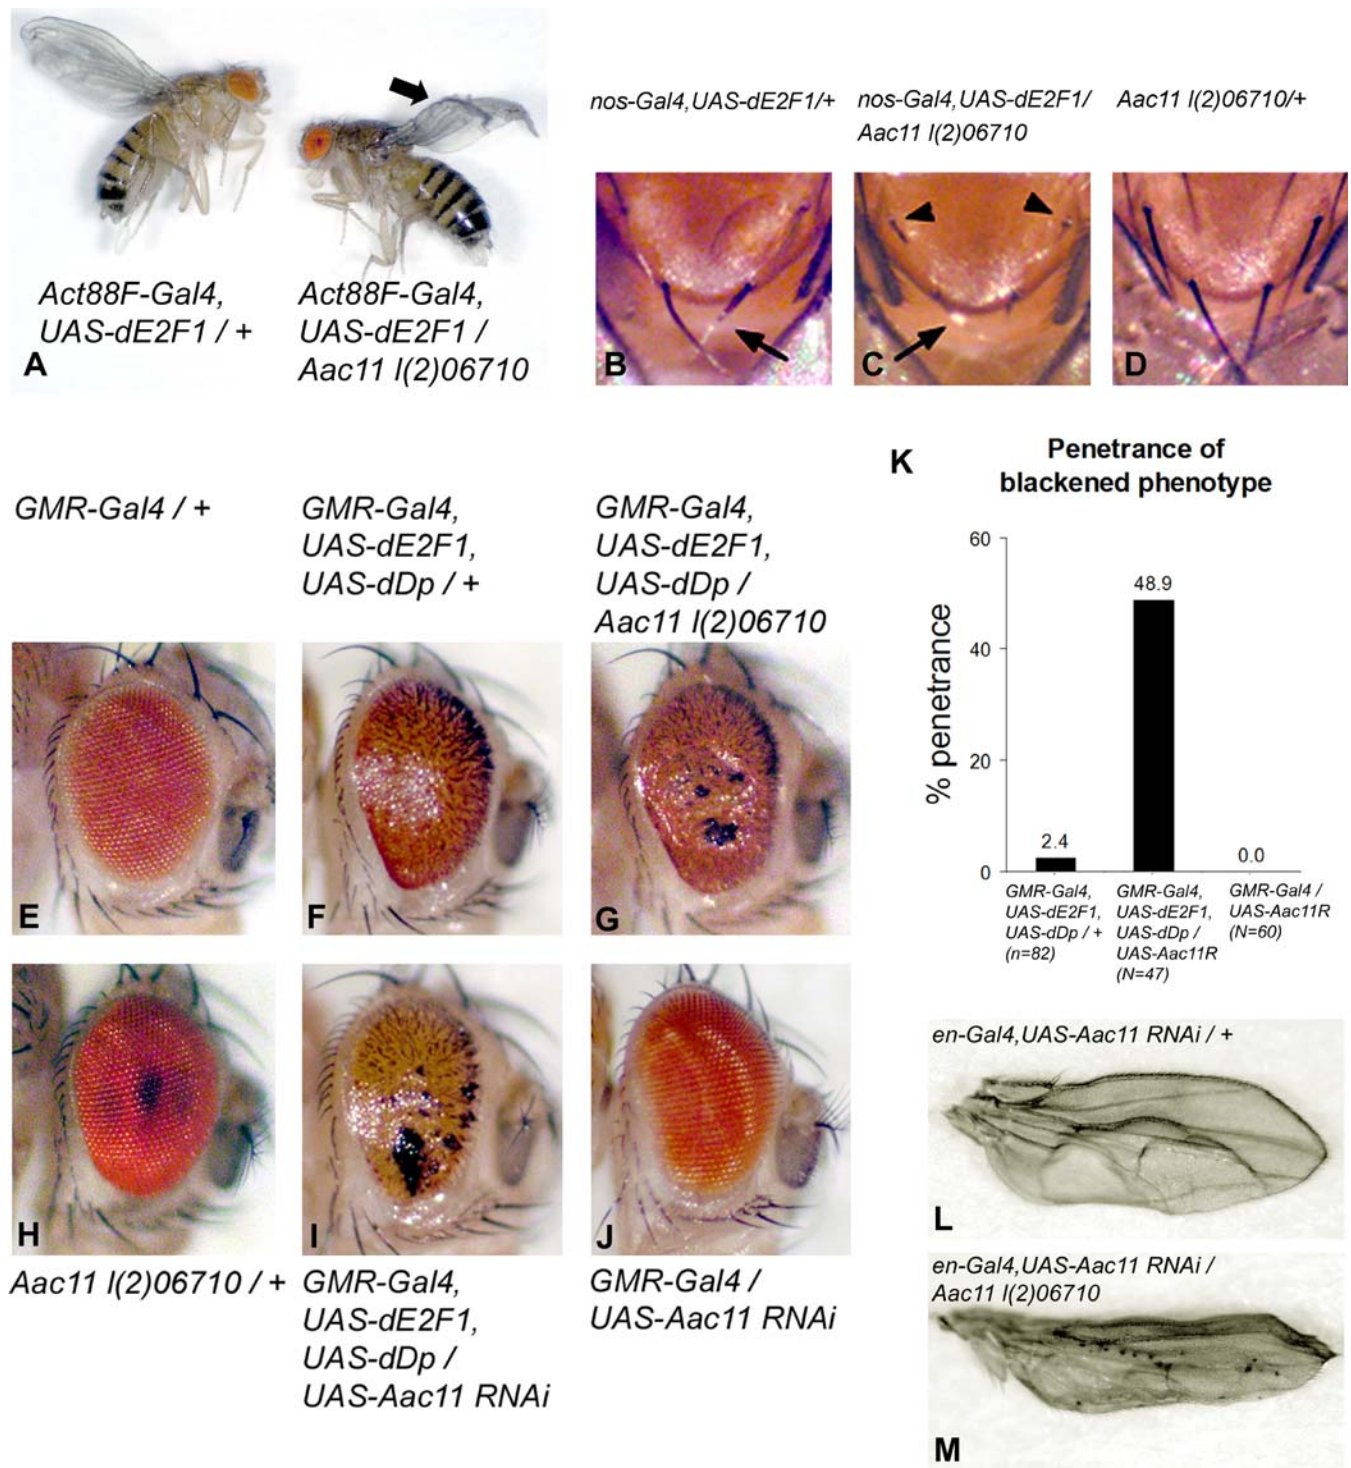 Act88F-Gal4,
UAS-dE2F1 / +
A
Act88F-Gal4,
UAS-dE2F1 /
Aac11 l(2)06710
nos-Gal4,UAS-dE2F1/+
B
nos-Gal4,UAS-dE2F1/
Aac11 l(2)06710
C
Aac11 l(2)06710/+
D
GMR-Gal4 / +
E
GMR-Gal4,
UAS-dE2F1,
UAS-dDp / +
F
GMR-Gal4,
UAS-dE2F1,
UAS-dDp /
Aac11 l(2)06710
G
H
Aac11 l(2)06710 / +
I
GMR-Gal4,
UAS-dE2F1,
UAS-dDp /
UAS-Aac11 RNAi
J
GMR-Gal4 /
UAS-Aac11 RNAi
K
Penetrance of
blackened phenotype
% penetrance
60
40
20
0
2.4
48.9
0.0
GMR-Gal4,
UAS-dE2F1,
UAS-dDp / +
(n=82)
GMR-Gal4,
UAS-dE2F1,
UAS-dDp /
UAS-Aac11R
(N=47)
GMR-Gal4 /
UAS-Aac11R
(N=60)
en-Gal4,UAS-Aac11 RNAi / +
L
en-Gal4,UAS-Aac11 RNAi /
Aac11 l(2)06710
M